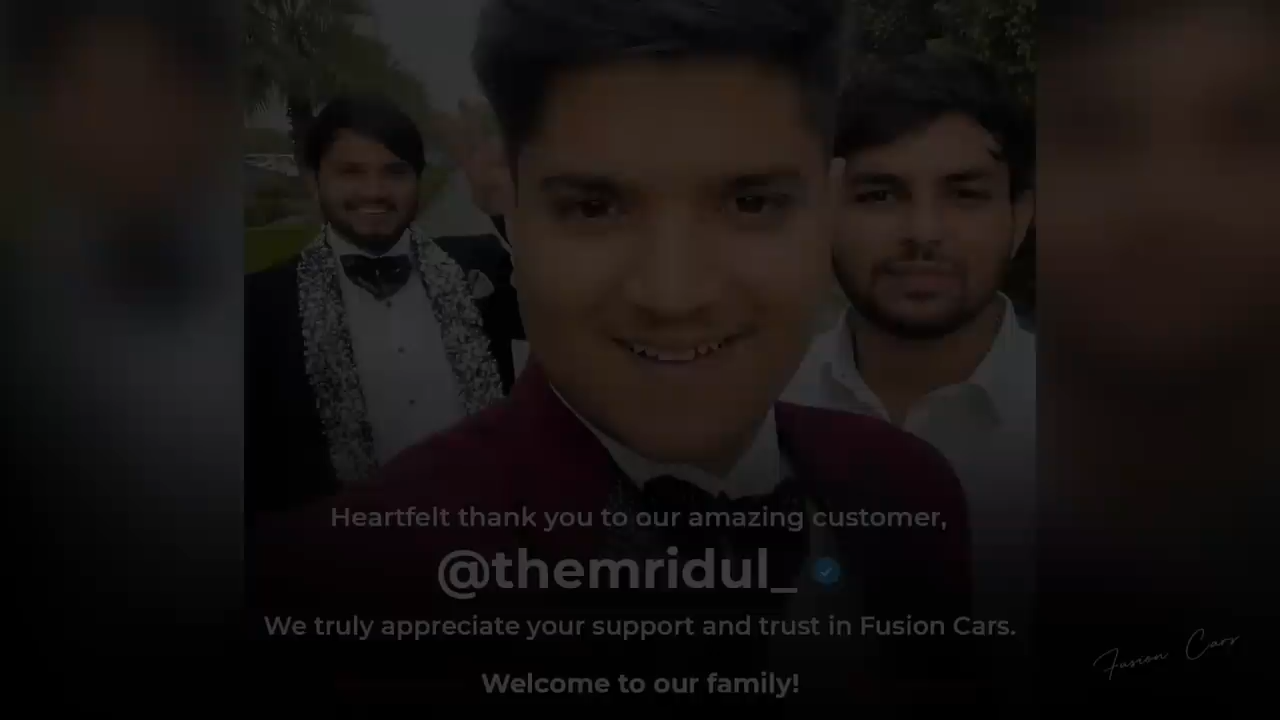 Heartfelt thank you to our amazing customer,
@themridul_
We truly appreciate your support and trust in Fusion Cars.
Welcome to our family!
Fusion Cars